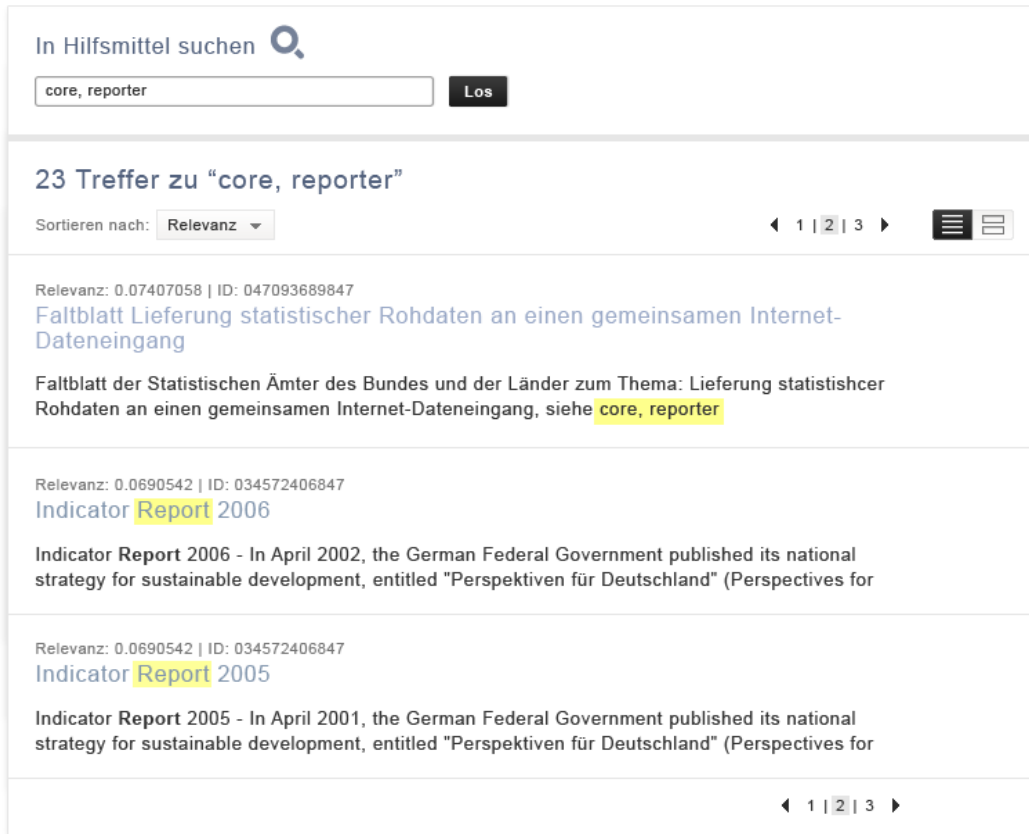 In Hilfsmittel suchen
core, reporter
Los
23 Treffer zu “core, reporter”
Sortieren nach: Relevanz
1 | 2 | 3
Relevanz: 0.07407058 | ID: 047093689847
Faltblatt Lieferung statistischer Rohdaten an einen gemeinsamen Internet-
Dateneingang
Faltblatt der Statistischen Ämter des Bundes und der Länder zum Thema: Lieferung statistishcer
Rohdaten an einen gemeinsamen Internet-Dateneingang, siehe core, reporter
Relevanz: 0.0690542 | ID: 034572406847
Indicator Report 2006
Indicator Report 2006 - In April 2002, the German Federal Government published its national
strategy for sustainable development, entitled "Perspektiven für Deutschland" (Perspectives for
Relevanz: 0.0690542 | ID: 034572406847
Indicator Report 2005
Indicator Report 2005 - In April 2001, the German Federal Government published its national
strategy for sustainable development, entitled "Perspektiven für Deutschland" (Perspectives for
1 | 2 | 3